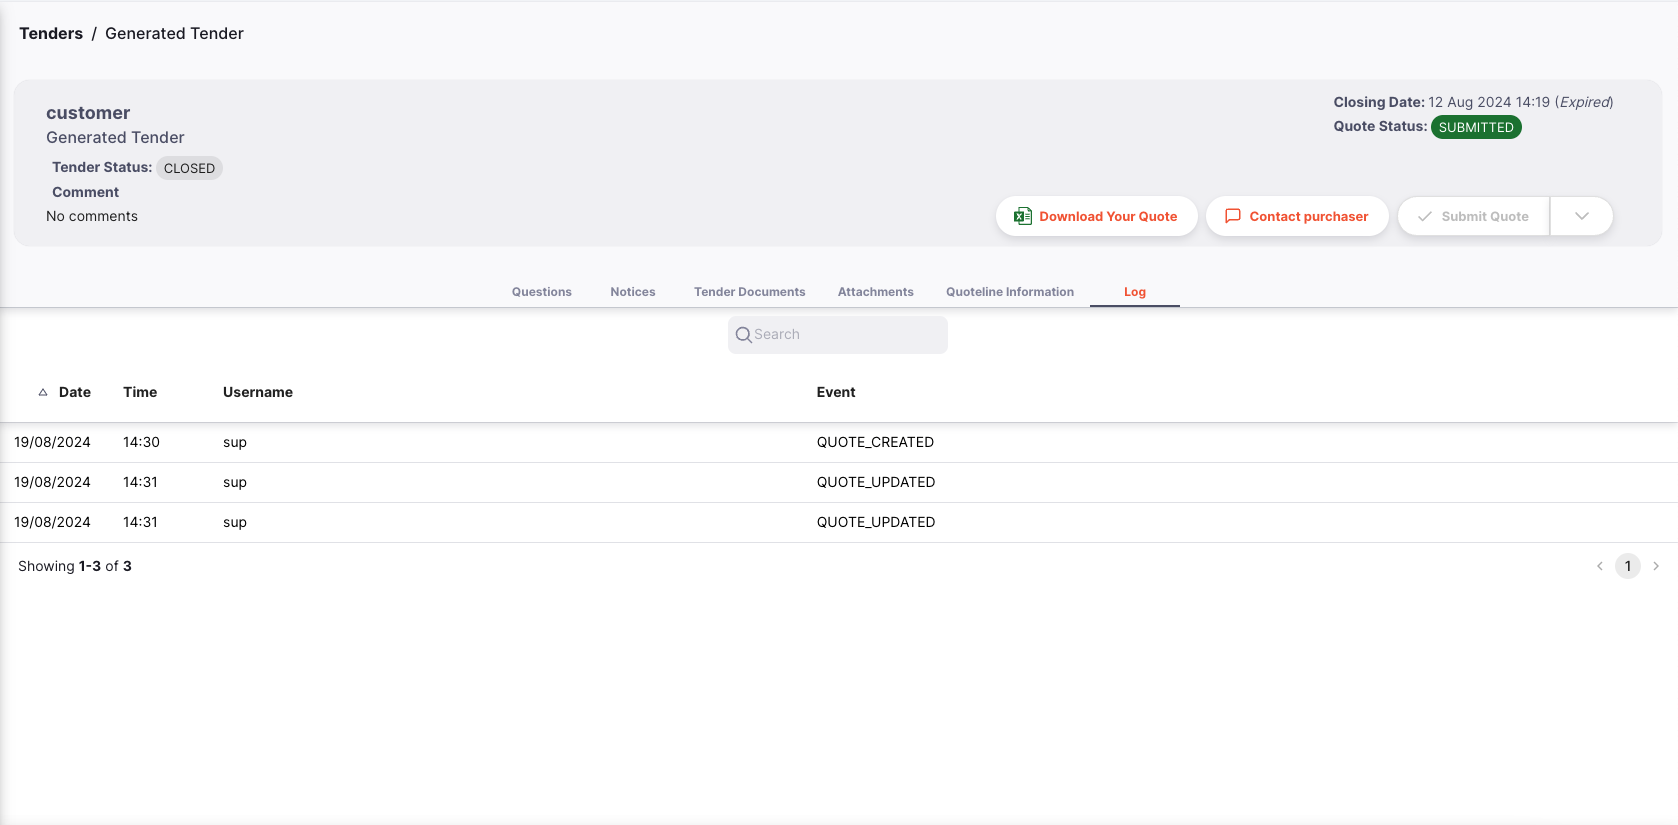 Tenders / Generated Tender
customer
Generated Tender
Tender Status: CLOSED
Comment
No comments
Closing Date: 12 Aug 2024 14:19 (Expired)
Quote Status: SUBMITTED
Download Your Quote
Contact purchaser
Submit Quote
Questions Notices Tender Documents Attachments Quoteline Information Log
Search
Date Time Username Event
19/08/2024 14:30 sup QUOTE_CREATED
19/08/2024 14:31 sup QUOTE_UPDATED
19/08/2024 14:31 sup QUOTE_UPDATED
Showing 1-3 of 3
1